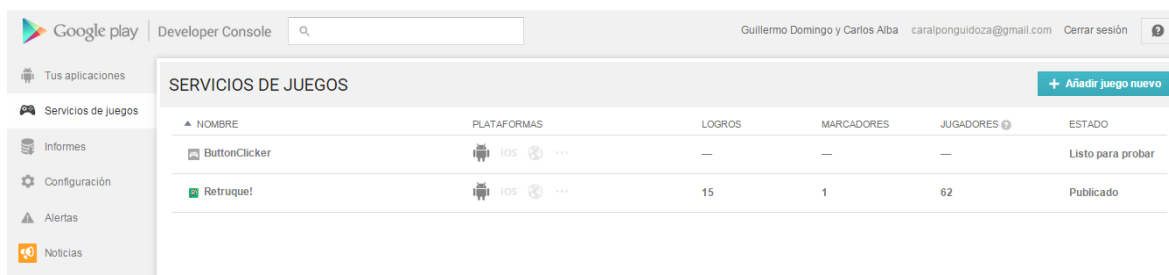 Google play | Developer Console
Guillermo Domingo y Carlos Alba caralponguidoza@gmail.com Cerrar sesión
Tus aplicaciones
Servicios de juegos
Informes
Configuración
Alertas
Noticias
SERVICIOS DE JUEGOS
+ Añadir juego nuevo
NOMBRE PLATAFORMAS LOGROS MARCADORES JUGADORES ESTADO
ButtonClicker iOS ... — — — Listo para probar
Retruque! iOS ... 15 1 62 Publicado